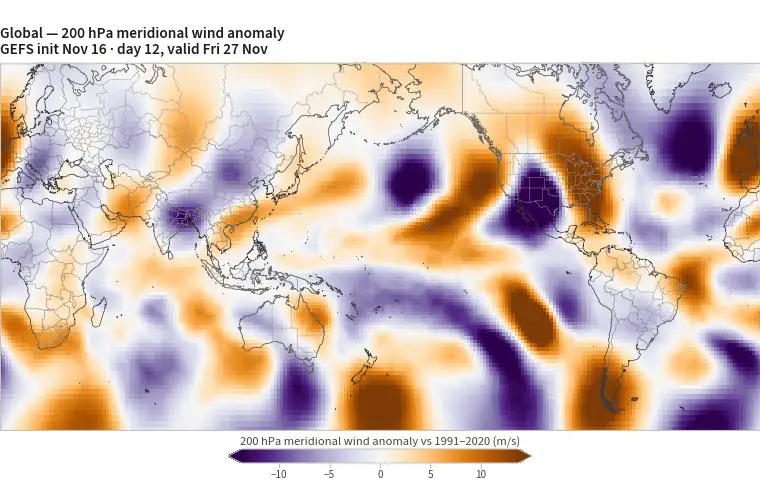 Global — 200 hPa meridional wind anomaly
GEFS init Nov 16 · day 12, valid Fri 27 Nov
200 hPa meridional wind anomaly vs 1991–2020 (m/s)
−10 −5 0 5 10